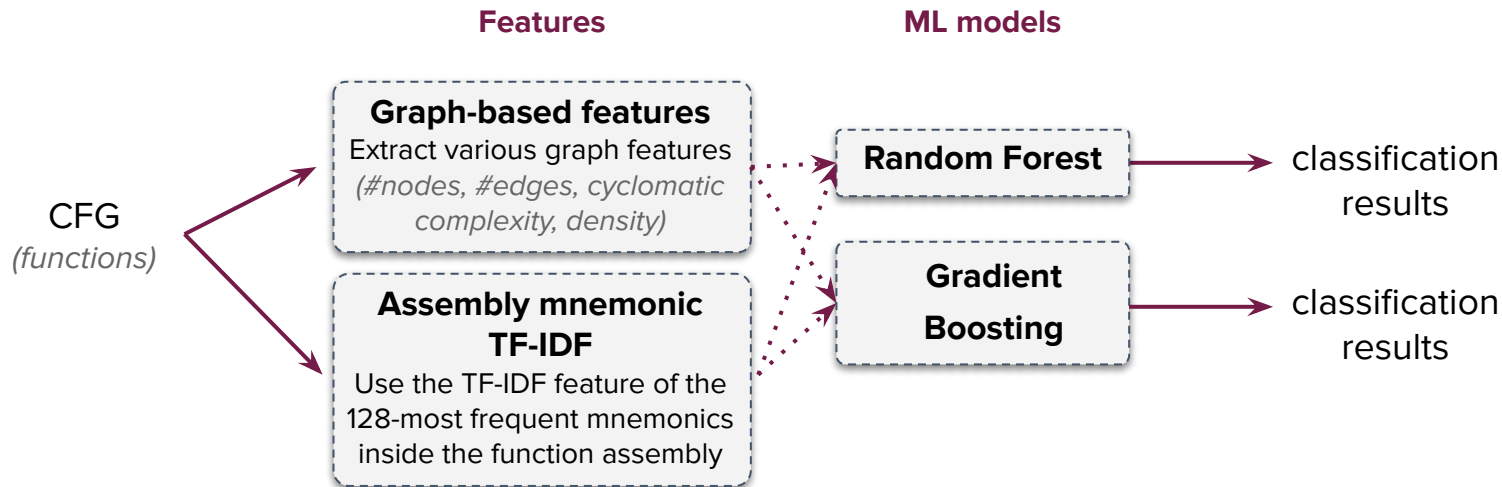 Features
ML models
Graph-based features
Extract various graph features
(#nodes, #edges, cyclomatic
complexity, density)
Random Forest
classification
results
CFG
(functions)
Assembly mnemonic
TF-IDF
Use the TF-IDF feature of the
128-most frequent mnemonics
inside the function assembly
Gradient
Boosting
classification
results